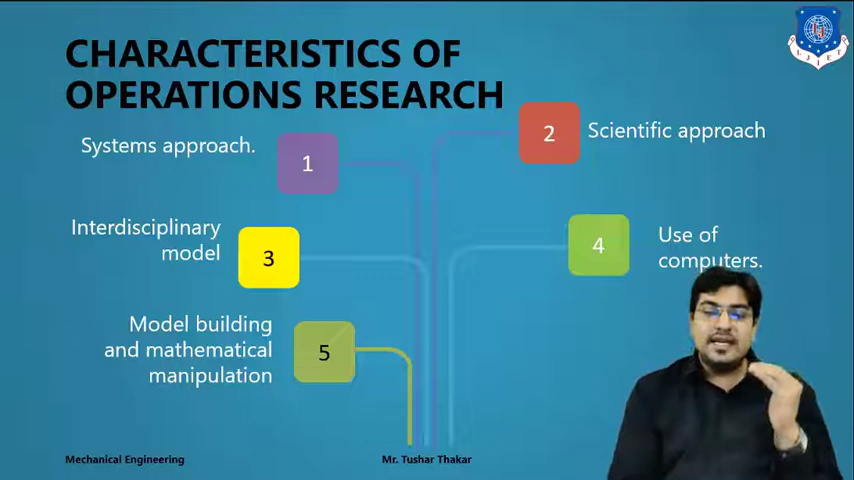 CHARACTERISTICS OF
OPERATIONS RESEARCH
Systems approach.
1
2
Scientific approach
Interdisciplinary
model
3
4
Use of
computers.
Model building
and mathematical
manipulation
5
Mechanical Engineering
Mr. Tushar Thakar
LJIET